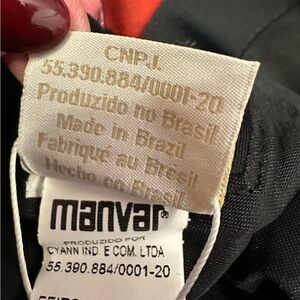 CNPJ.
55.390.884/0001-20
Produzido no Brasil
Made in Brazil
Fabriqué au Bresil
Hecho en Brasil
manvar
PRODUZIDO POR
CYANN IND. E COM. LTDA
55.390.884/0001-20